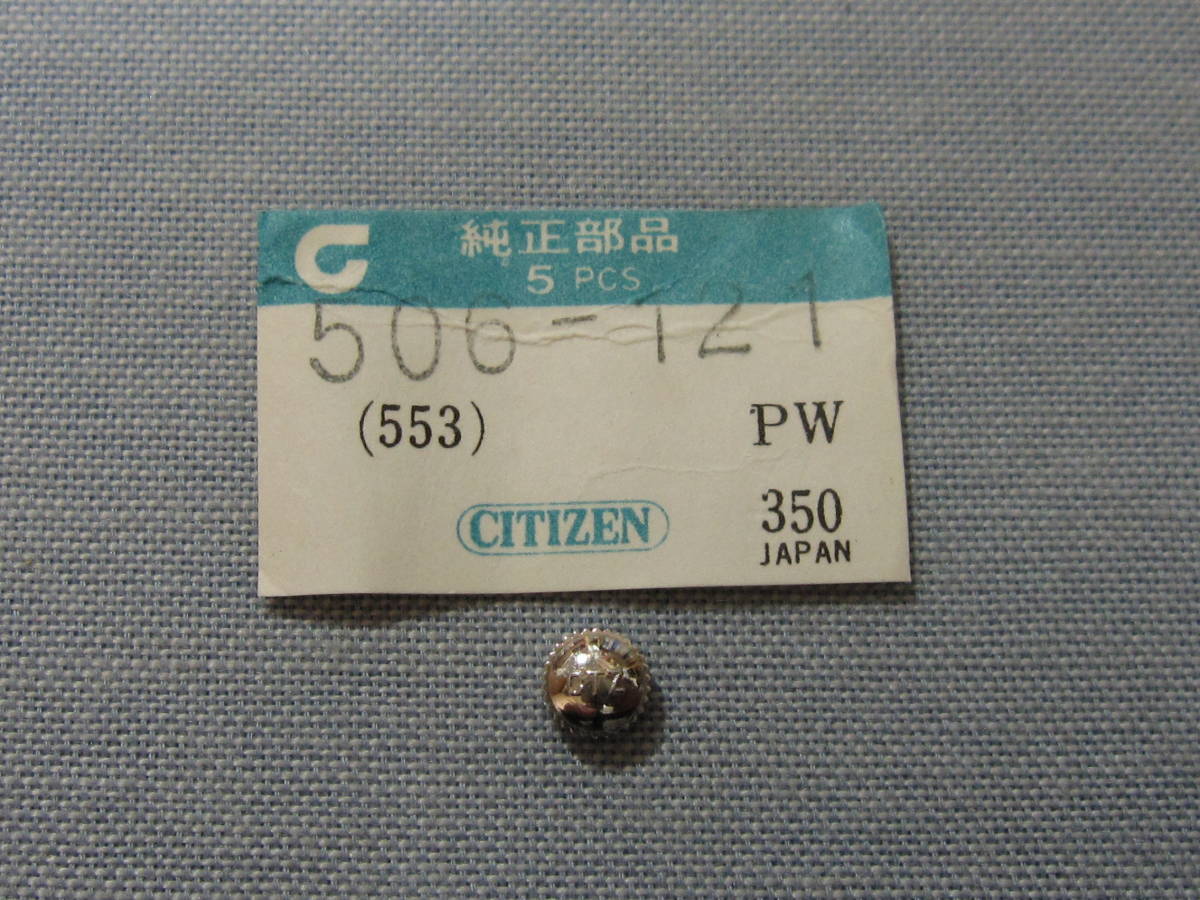 純正部品
5 PCS
506-121
(553) PW
CITIZEN 350
JAPAN